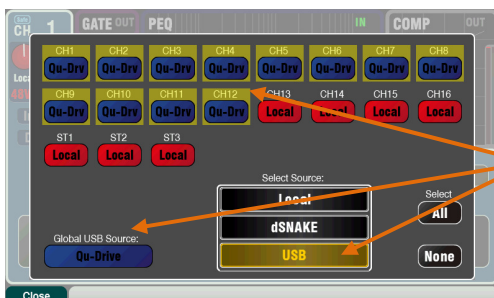 Safe
CH 1 GATE OUT PEQ IN COMP OUT
CH1 CH2 CH3 CH4 CH5 CH6 CH7 CH8
Qu-Drv Qu-Drv Qu-Drv Qu-Drv Qu-Drv Qu-Drv Qu-Drv Qu-Drv
CH9 CH10 CH11 CH12 CH13 CH14 CH15 CH16
Qu-Drv Qu-Drv Qu-Drv Qu-Drv Local Local Local Local
ST1 ST2 ST3
Local Local Local
Select Source:
Local
Select
All
dSNAKE
Global USB Source:
Qu-Drive
USB
None
Close